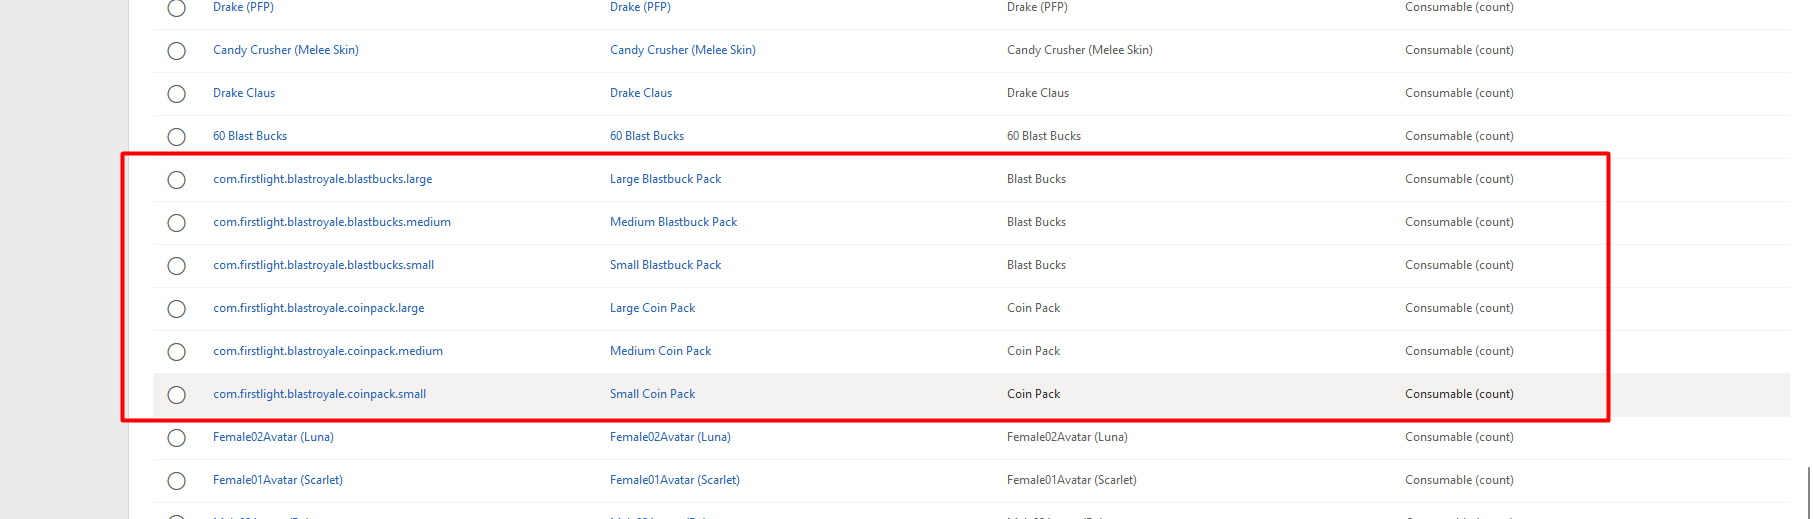 Drake (PFP) Drake (PFP) Drake (PFP) Consumable (count)
Candy Crusher (Melee Skin) Candy Crusher (Melee Skin) Candy Crusher (Melee Skin) Consumable (count)
Drake Claus Drake Claus Drake Claus Consumable (count)
60 Blast Bucks 60 Blast Bucks 60 Blast Bucks Consumable (count)
com.firstlight.blastroyale.blastbucks.large Large Blastbuck Pack Blast Bucks Consumable (count)
com.firstlight.blastroyale.blastbucks.medium Medium Blastbuck Pack Blast Bucks Consumable (count)
com.firstlight.blastroyale.blastbucks.small Small Blastbuck Pack Blast Bucks Consumable (count)
com.firstlight.blastroyale.coinpack.large Large Coin Pack Coin Pack Consumable (count)
com.firstlight.blastroyale.coinpack.medium Medium Coin Pack Coin Pack Consumable (count)
com.firstlight.blastroyale.coinpack.small Small Coin Pack Coin Pack Consumable (count)
Female02Avatar (Luna) Female02Avatar (Luna) Female02Avatar (Luna) Consumable (count)
Female01Avatar (Scarlet) Female01Avatar (Scarlet) Female01Avatar (Scarlet) Consumable (count)